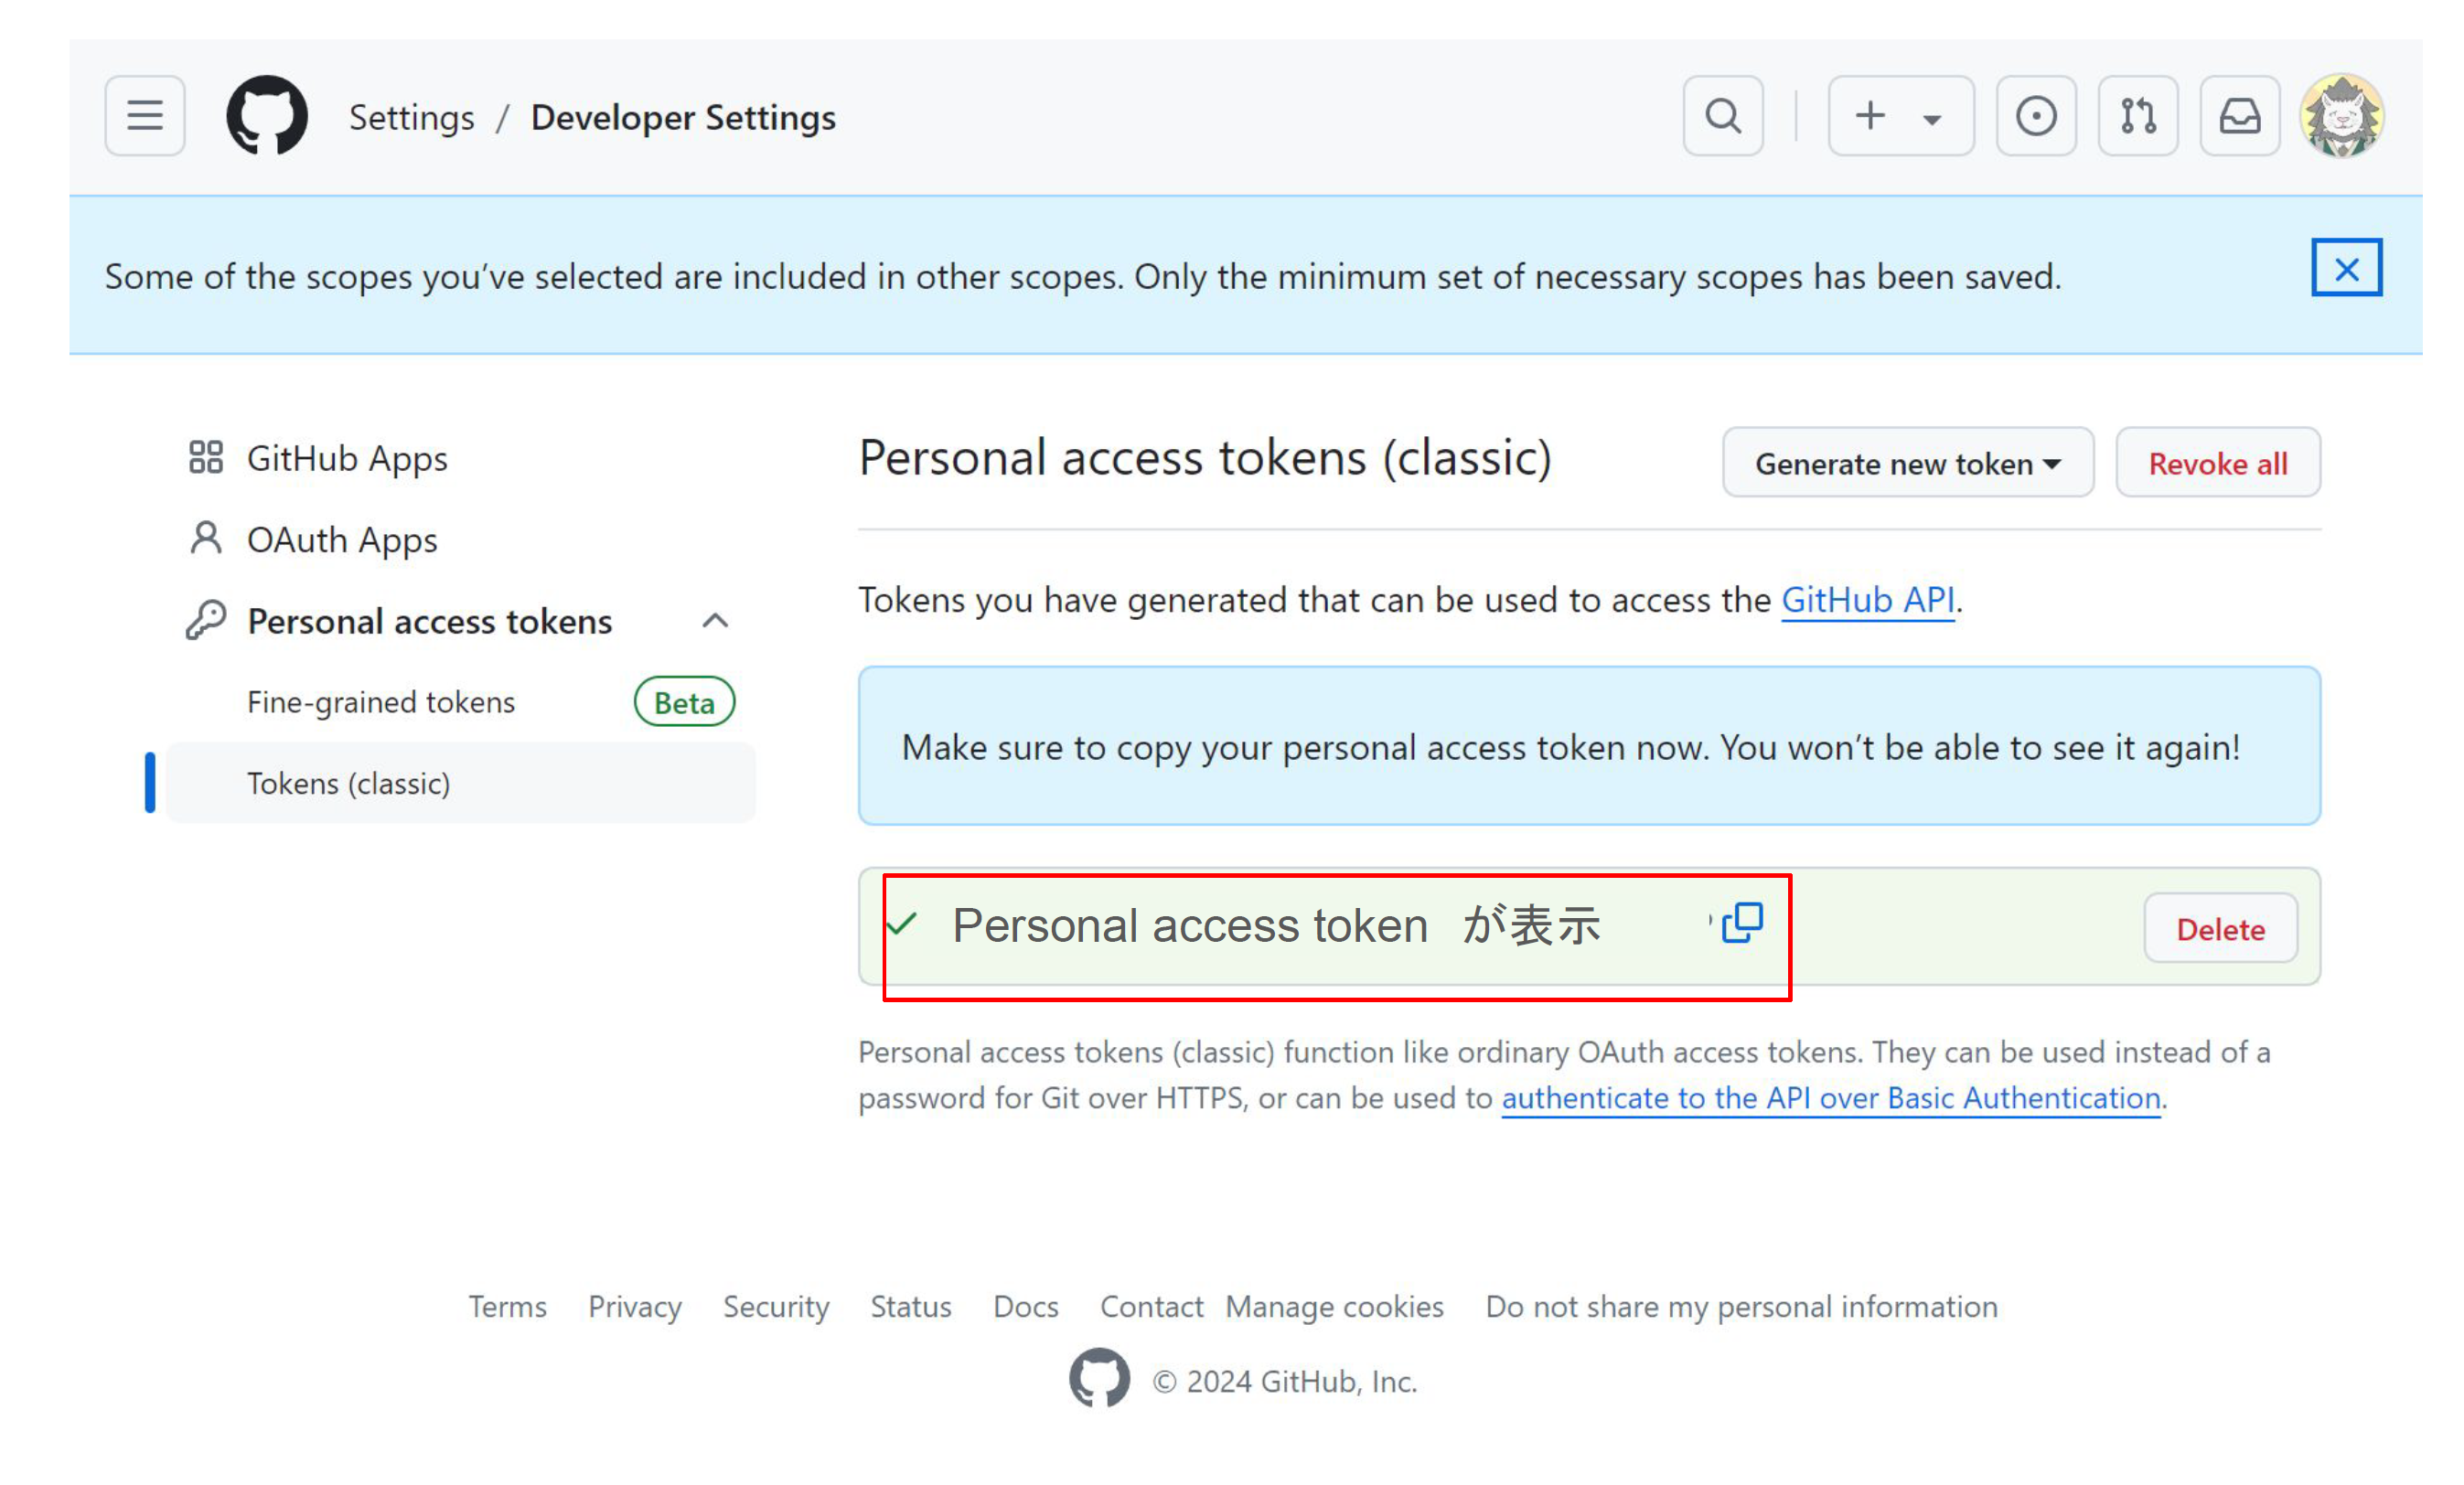 Settings / Developer Settings
Some of the scopes you've selected are included in other scopes. Only the minimum set of necessary scopes has been saved.
GitHub Apps
OAuth Apps
Personal access tokens
Fine-grained tokens Beta
Tokens (classic)
Personal access tokens (classic)
Generate new token
Revoke all
Tokens you have generated that can be used to access the GitHub API.
Make sure to copy your personal access token now. You won't be able to see it again!
Personal access token が表示
Delete
Personal access tokens (classic) function like ordinary OAuth access tokens. They can be used instead of a
password for Git over HTTPS, or can be used to authenticate to the API over Basic Authentication.
Terms Privacy Security Status Docs Contact Manage cookies Do not share my personal information
© 2024 GitHub, Inc.